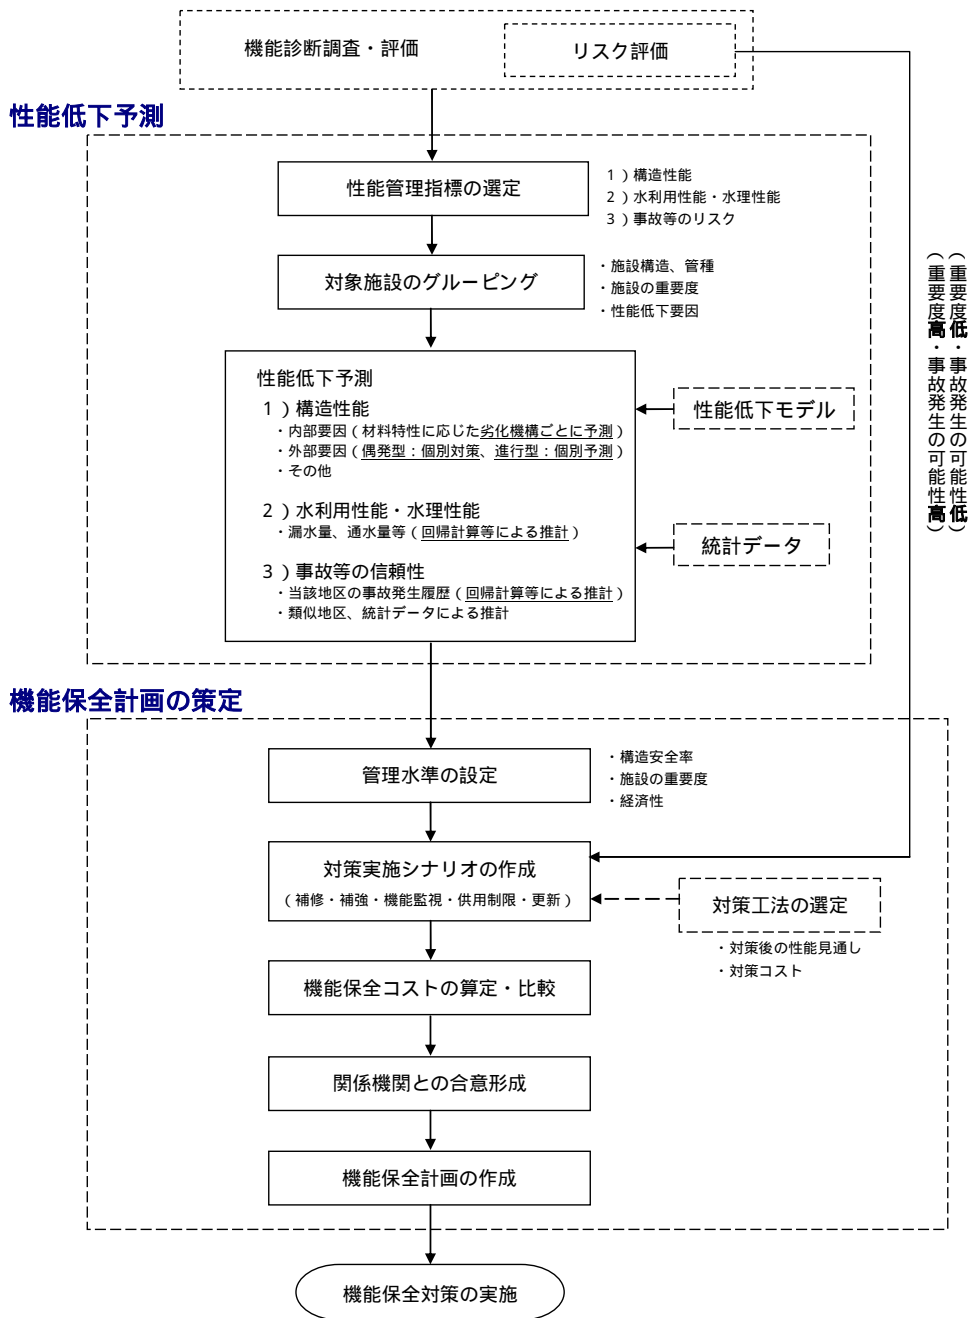 機能診断調査・評価
リスク評価
性能低下予測
性能管理指標の選定
1)構造性能
2)水利用性能・水理性能
3)事故等のリスク
対象施設のグルーピング
・施設構造、管種
・施設の重要度
・性能低下要因
(重要度低・事故発生の可能性低)
(重要度高・事故発生の可能性高)
性能低下予測
1)構造性能
・内部要因(材料特性に応じた劣化機構ごとに予測)
・外部要因(偶発型:個別対策、進行型:個別予測)
・その他
2)水利用性能・水理性能
・漏水量、通水量等(回帰計算等による推計)
3)事故等の信頼性
・当該地区の事故発生履歴(回帰計算等による推計)
・類似地区、統計データによる推計
性能低下モデル
統計データ
機能保全計画の策定
管理水準の設定
・構造安全率
・施設の重要度
・経済性
対策実施シナリオの作成
(補修・補強・機能監視・供用制限・更新)
対策工法の選定
・対策後の性能見通し
・対策コスト
機能保全コストの算定・比較
関係機関との合意形成
機能保全計画の作成
機能保全対策の実施